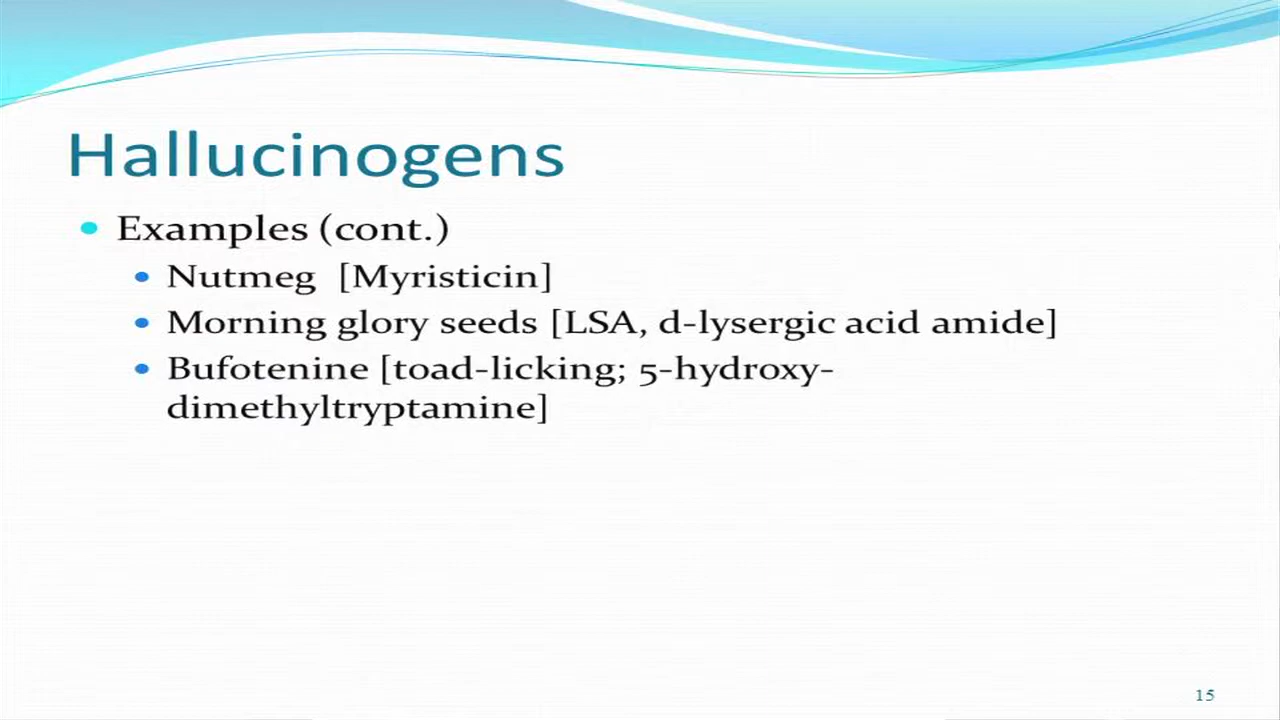 Hallucinogens
Examples (cont.)
Nutmeg [Myristicin]
Morning glory seeds [LSA, d-lysergic acid amide]
Bufotenine [toad-licking; 5-hydroxy-
dimethyltryptamine]
15